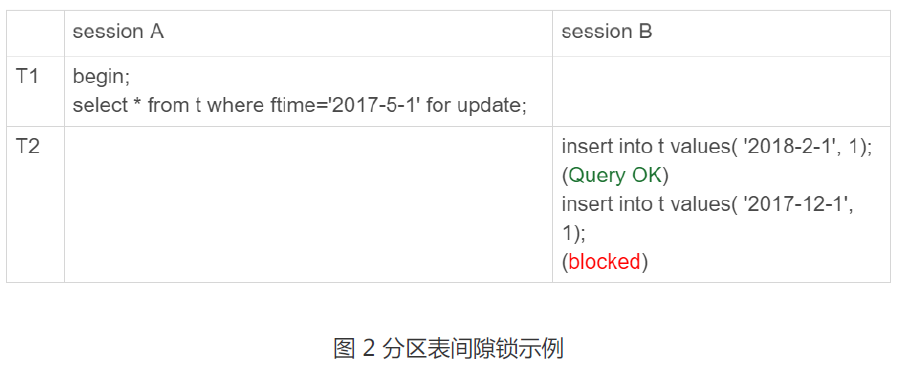 session A
session B
T1
begin;
select * from t where ftime='2017-5-1' for update;
T2
insert into t values( '2018-2-1', 1);
(Query OK)
insert into t values( '2017-12-1',
1);
(blocked)
图 2 分区表间隙锁示例